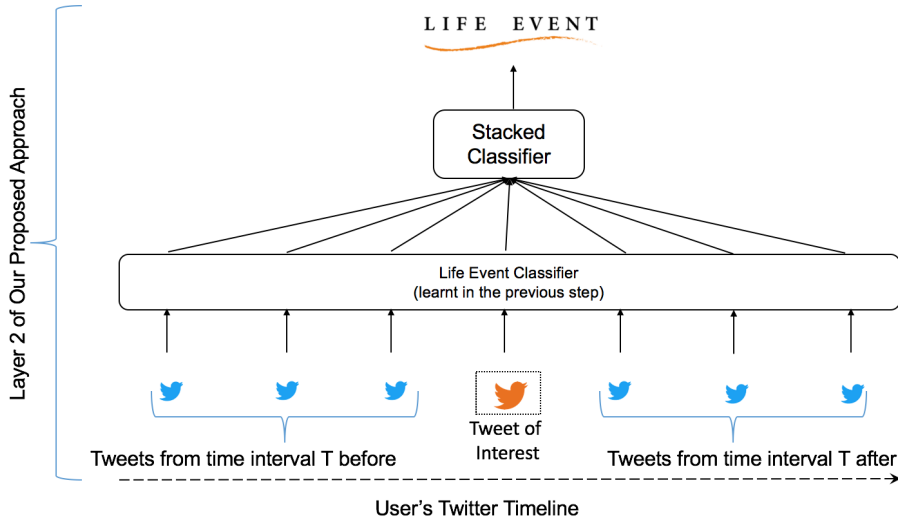 LIFE EVENT
Stacked
Classifier
Layer 2 of Our Proposed Approach
Life Event Classifier
(learnt in the previous step)
Tweet of
Interest
Tweets from time interval T before
Tweets from time interval T after
User's Twitter Timeline